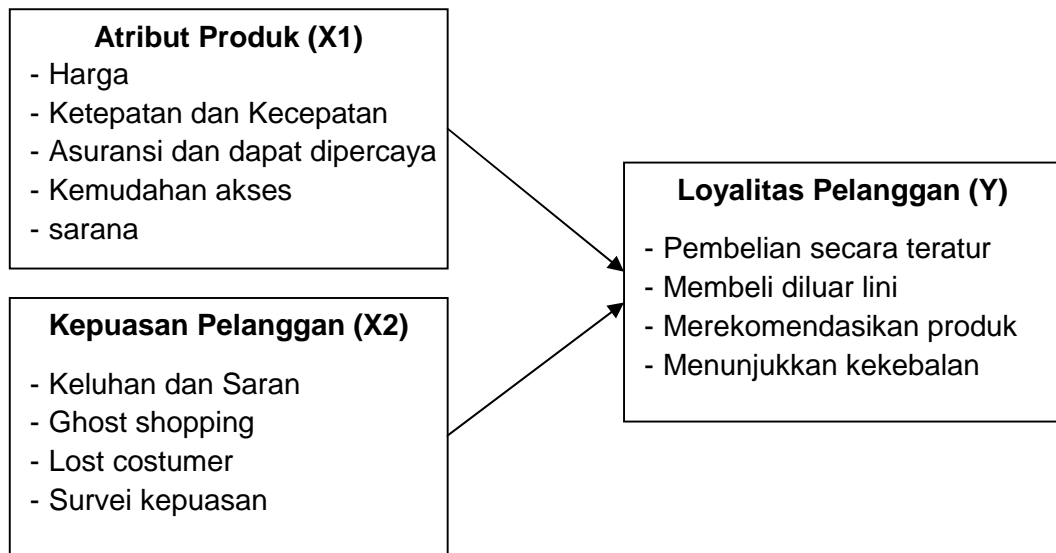 Atribut Produk (X1)
- Harga
- Ketepatan dan Kecepatan
- Asuransi dan dapat dipercaya
- Kemudahan akses
- sarana
Kepuasan Pelanggan (X2)
- Keluhan dan Saran
- Ghost shopping
- Lost costumer
- Survei kepuasan
Loyalitas Pelanggan (Y)
- Pembelian secara teratur
- Membeli diluar lini
- Merekomendasikan produk
- Menunjukkan kekebalan